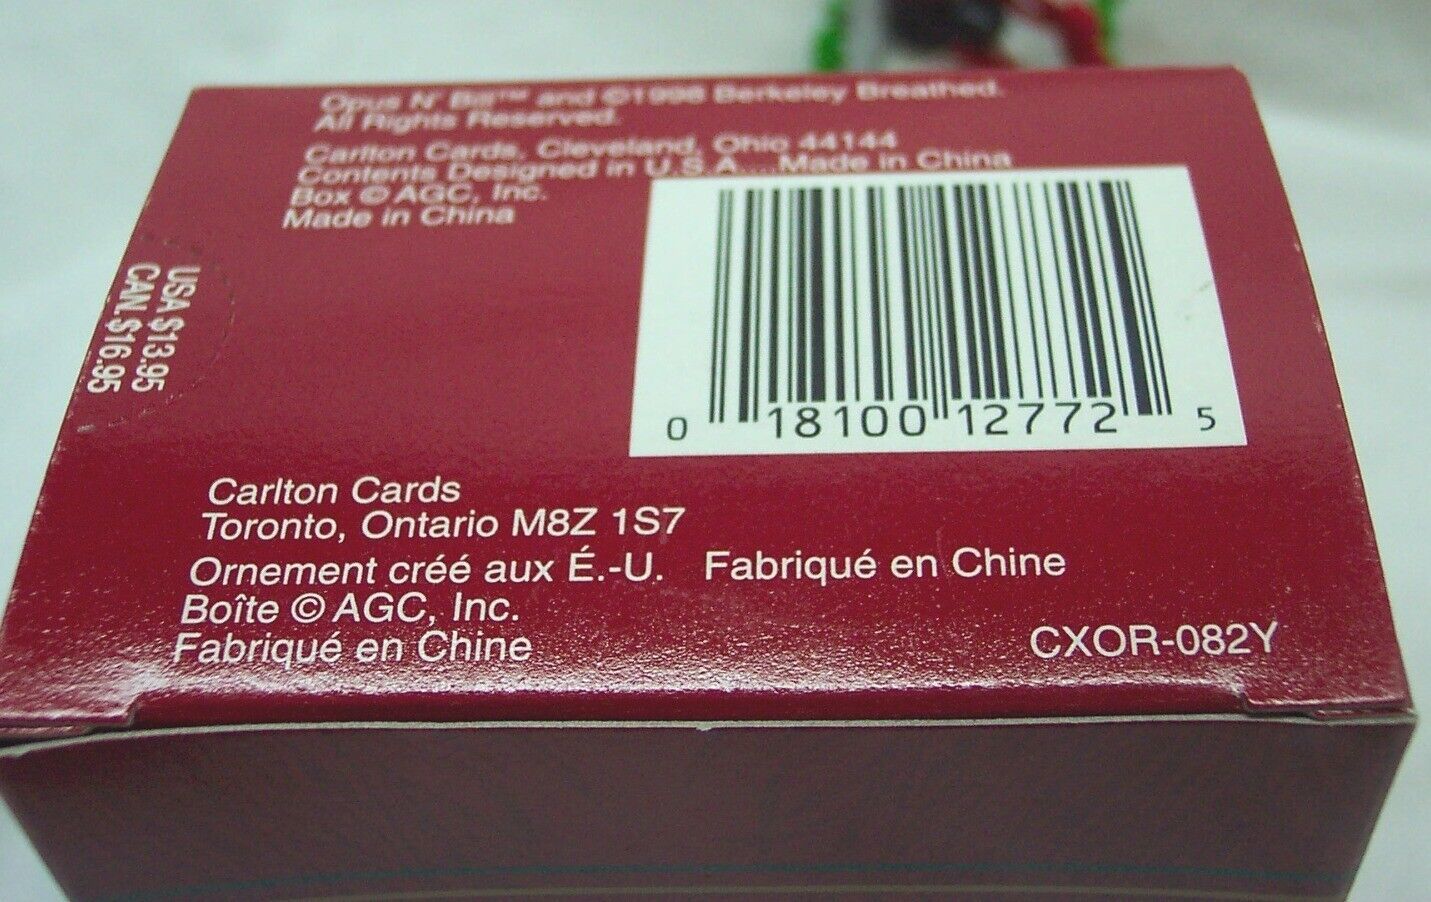 Opus N' Bill™ and ©1998 Berkeley Breathed.
All Rights Reserved.
Carlton Cards, Cleveland, Ohio 44144
Contents Designed in U.S.A....Made in China
Box © AGC, Inc.
Made in China
USA $13.95
CAN. $16.95
0 18100 12772 5
Carlton Cards
Toronto, Ontario M8Z 1S7
Ornement créé aux É.-U. Fabriqué en Chine
Boîte © AGC, Inc.
Fabriqué en Chine
CXOR-082Y